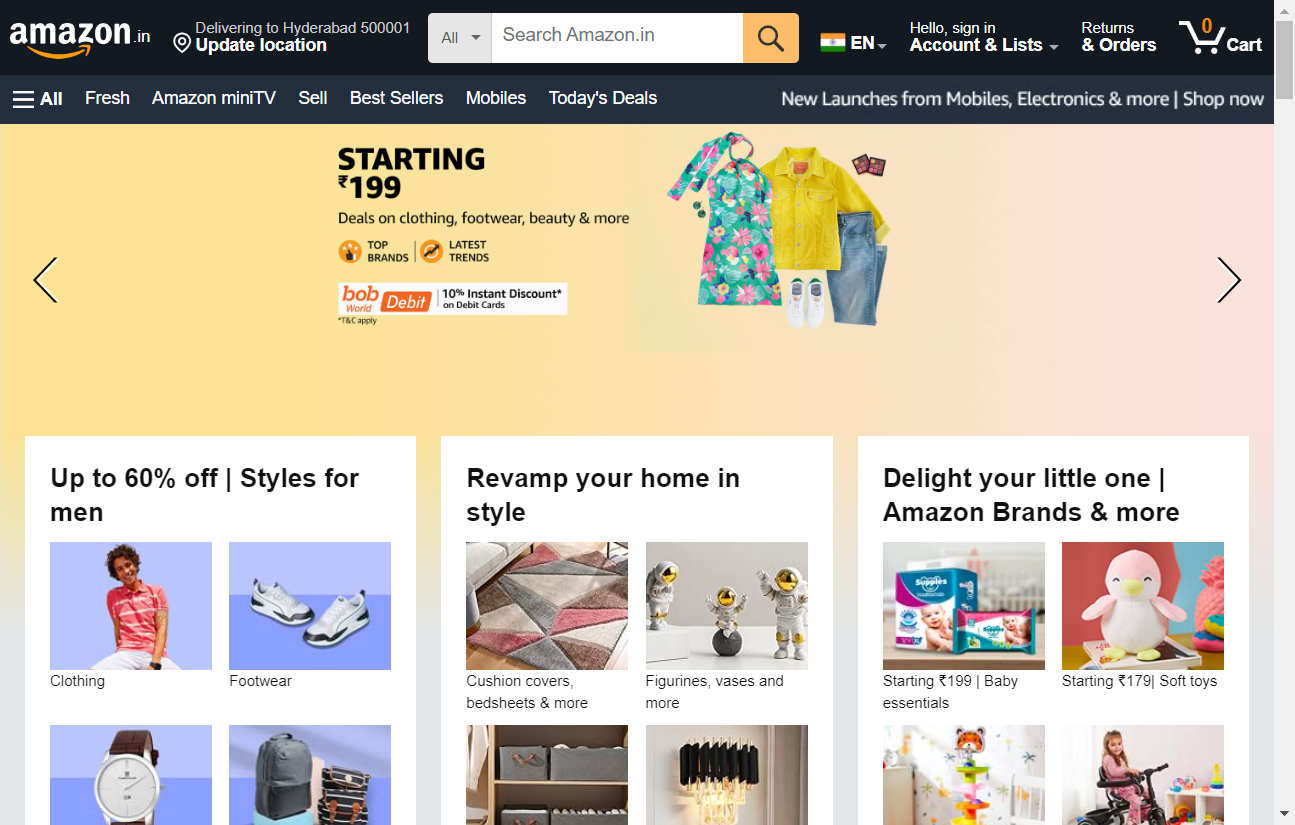 amazon.in
Delivering to Hyderabad 500001
Update location
All
Search Amazon.in
EN
Hello, sign in
Account & Lists
Returns
& Orders
0
Cart
All
Fresh
Amazon miniTV
Sell
Best Sellers
Mobiles
Today's Deals
New Launches from Mobiles, Electronics & more | Shop now
STARTING
₹199
Deals on clothing, footwear, beauty & more
TOP
BRANDS
LATEST
TRENDS
bob
World
Debit
10% Instant Discount*
on Debit Cards
*T&C apply
Up to 60% off | Styles for
men
Clothing
Footwear
Revamp your home in
style
Cushion covers,
bedsheets & more
Figurines, vases and
more
Delight your little one |
Amazon Brands & more
Supples
Supples
Starting ₹199 | Baby
essentials
Starting ₹179| Soft toys